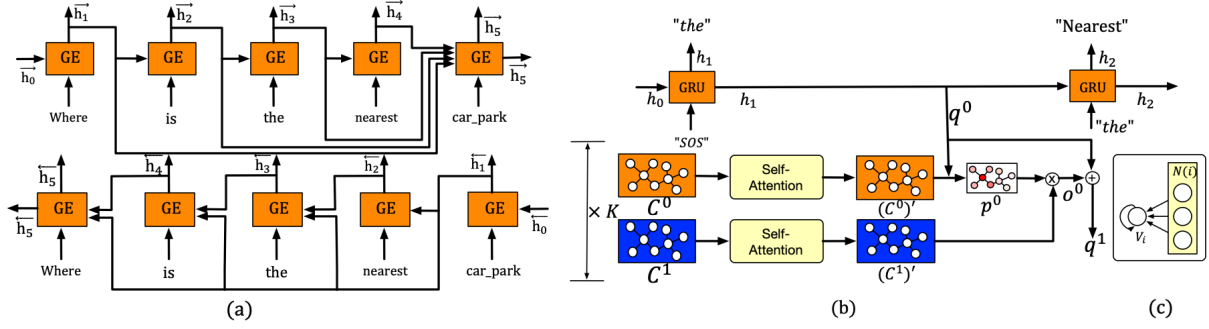 h₁ h₂ h₃ h₄ h₅
GE GE GE GE GE
h₀ h₅
Where is the nearest car_park
h₅ h₄ h₃ h₂ h₁
GE GE GE GE GE
h₅ h₀
Where is the nearest car_park
(a)
"the" "Nearest"
h₁ h₂
GRU GRU
h₀ h₁ h₂
q⁰
"SOS" "the"
× K
Self-Attention
C⁰ (C⁰)′ p⁰ o⁰
×
+
Self-Attention
C¹ (C¹)′ q¹
(b)
N(i)
Vᵢ
(c)